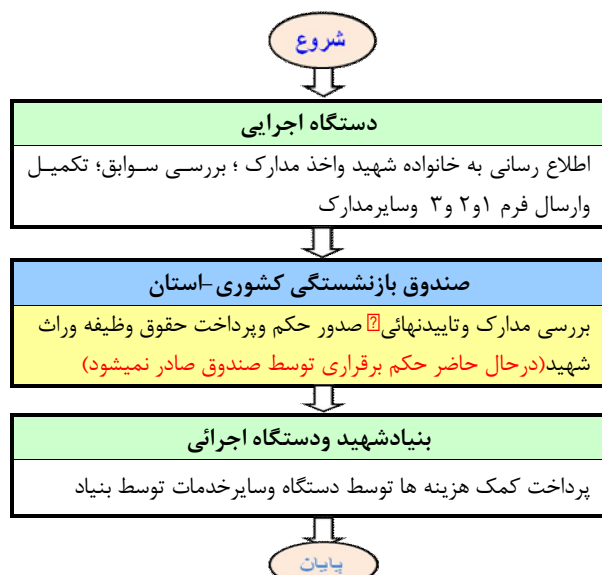 شروع
دستگاه اجرایی
اطلاع رسانی به خانواده شهید واخذ مدارک ؛ بررسی سوابق؛ تکمیل
وارسال فرم ۱و۲ و۳ وسایرمدارک
صندوق بازنشستگی کشوری -استان
بررسی مدارک وتاییدنهائی؟ صدور حکم وپرداخت حقوق وظیفه وراث
شهید(درحال حاضر حکم برقراری توسط صندوق صادر نمیشود)
بنیادشهید ودستگاه اجرائی
پرداخت کمک هزینه ها توسط دستگاه وسایرخدمات توسط بنیاد
پایان